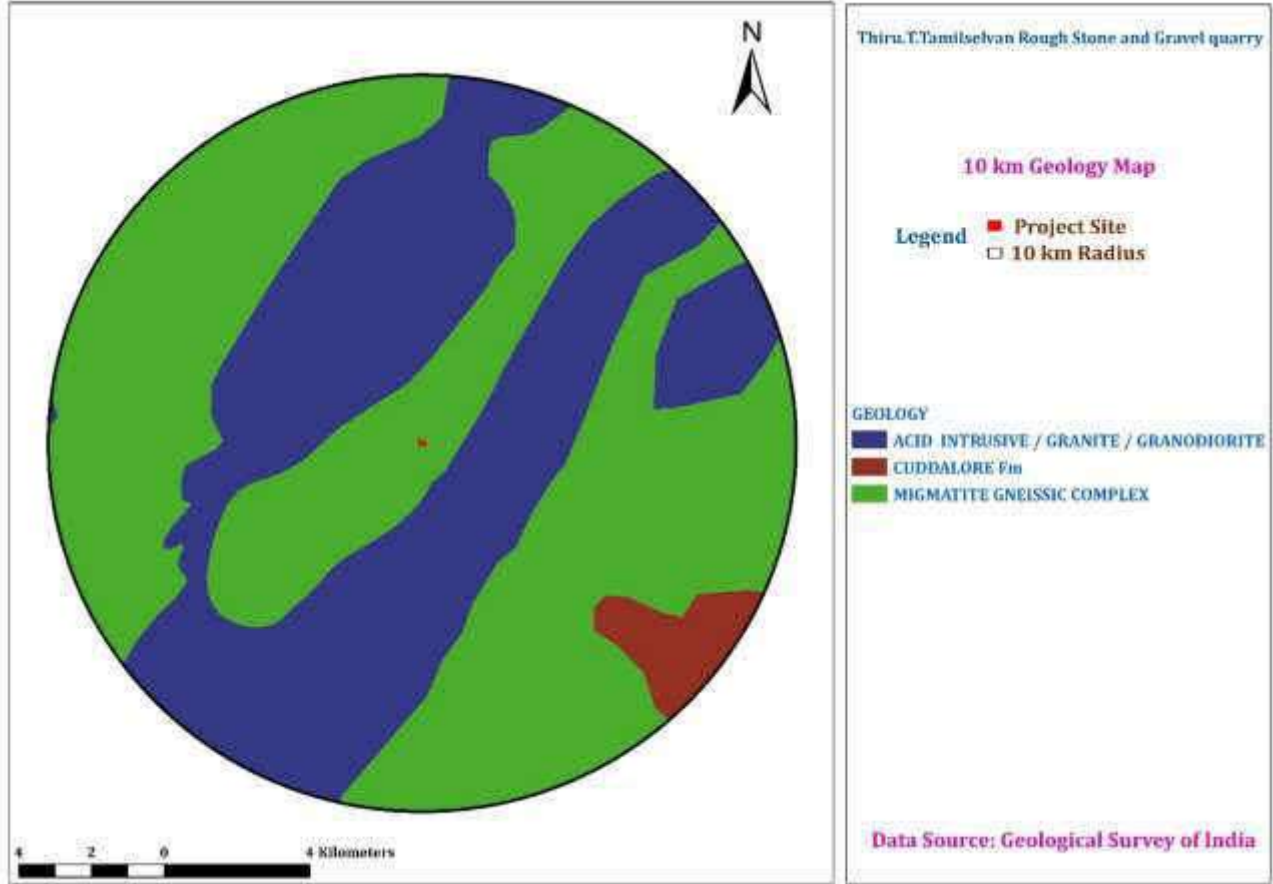 N
4 2 0 4 Kilometers
Thiru.T.Tamilselvan Rough Stone and Gravel quarry
10 km Geology Map
Legend
Project Site
10 km Radius
GEOLOGY
ACID INTRUSIVE / GRANITE / GRANODIORITE
CUDDALORE Fm
MIGMATITE GNEISSIC COMPLEX
Data Source: Geological Survey of India